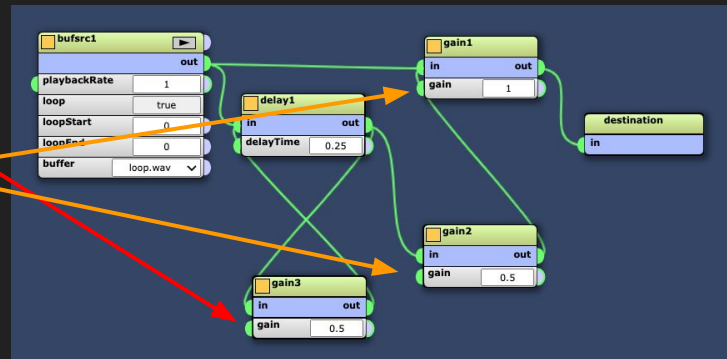 bufsrc1
out
playbackRate 1
loop true
loopStart 0
loopEnd 0
buffer loop.wav
delay1
in out
delayTime 0.25
gain1
in out
gain 1
destination
in
gain2
in out
gain 0.5
gain3
in out
gain 0.5